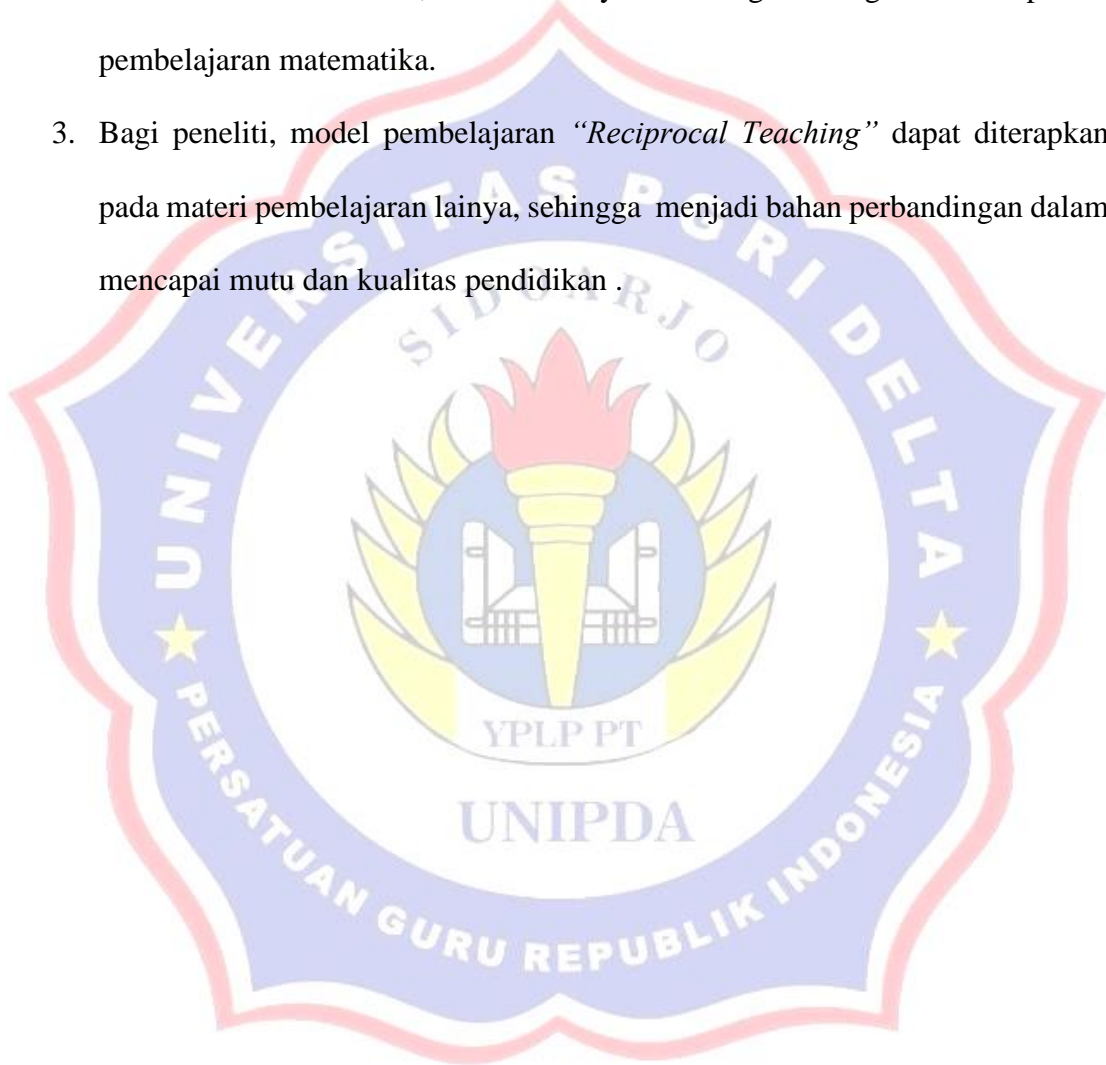 pembelajaran matematika.
3. Bagi peneliti, model pembelajaran “Reciprocal Teaching” dapat diterapkan
pada materi pembelajaran lainya, sehingga menjadi bahan perbandingan dalam
mencapai mutu dan kualitas pendidikan .
UNIVERSITAS PGRI DELTA
SIDOARJO
YPLP PT
UNIPDA
PERSATUAN GURU REPUBLIK INDONESIA